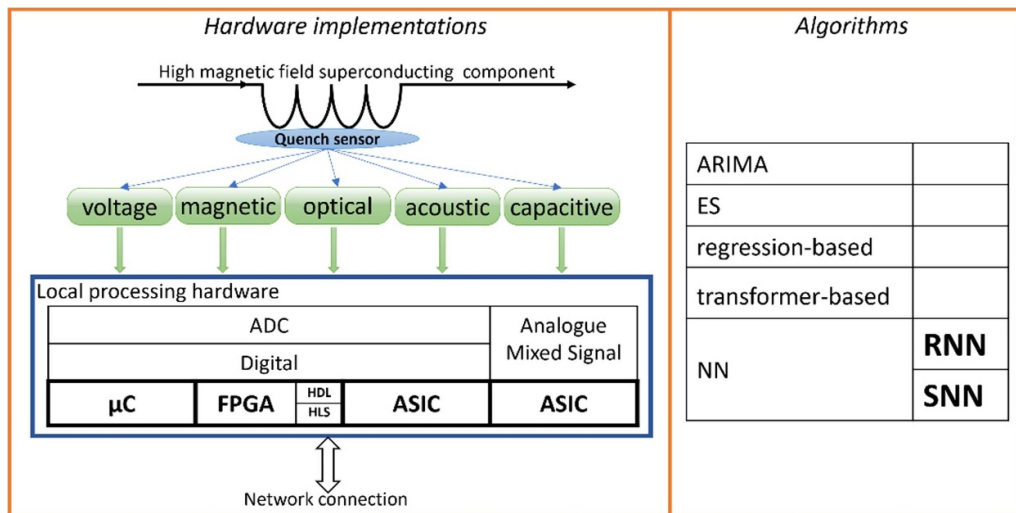 Hardware implementations
High magnetic field superconducting component
Quench sensor
voltage magnetic optical acoustic capacitive
Local processing hardware
ADC
Digital
Analogue
Mixed Signal
μC FPGA HDL ASIC ASIC
HLS
Network connection
Algorithms
ARIMA
ES
regression-based
transformer-based
NN
RNN
SNN